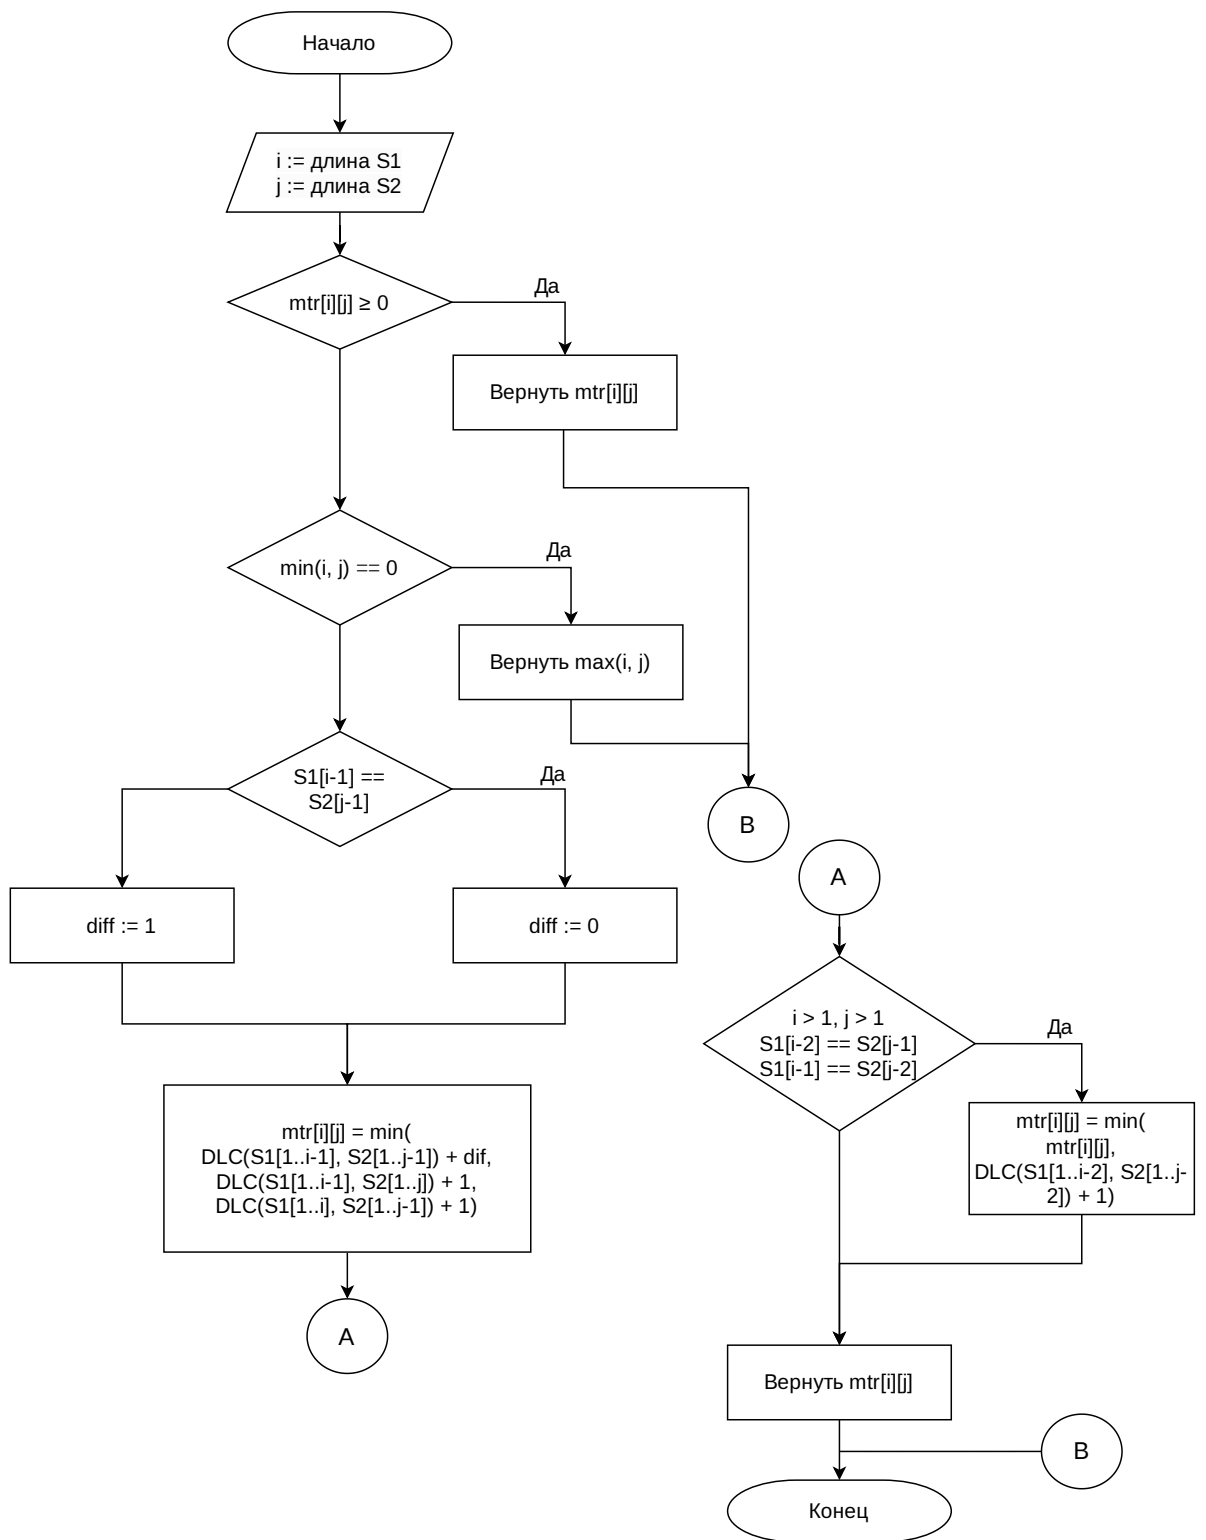 Начало
i := длина S1
j := длина S2
mtr[i][j] ≥ 0
Да
Вернуть mtr[i][j]
min(i, j) == 0
Да
Вернуть max(i, j)
S1[i-1] ==
S2[j-1]
Да
B
diff := 1
diff := 0
mtr[i][j] = min(
DLC(S1[1..i-1], S2[1..j-1]) + dif,
DLC(S1[1..i-1], S2[1..j]) + 1,
DLC(S1[1..i], S2[1..j-1]) + 1)
A
A
i > 1, j > 1
S1[i-2] == S2[j-1]
S1[i-1] == S2[j-2]
Да
mtr[i][j] = min(
mtr[i][j],
DLC(S1[1..i-2], S2[1..j-
2]) + 1)
Вернуть mtr[i][j]
B
Конец